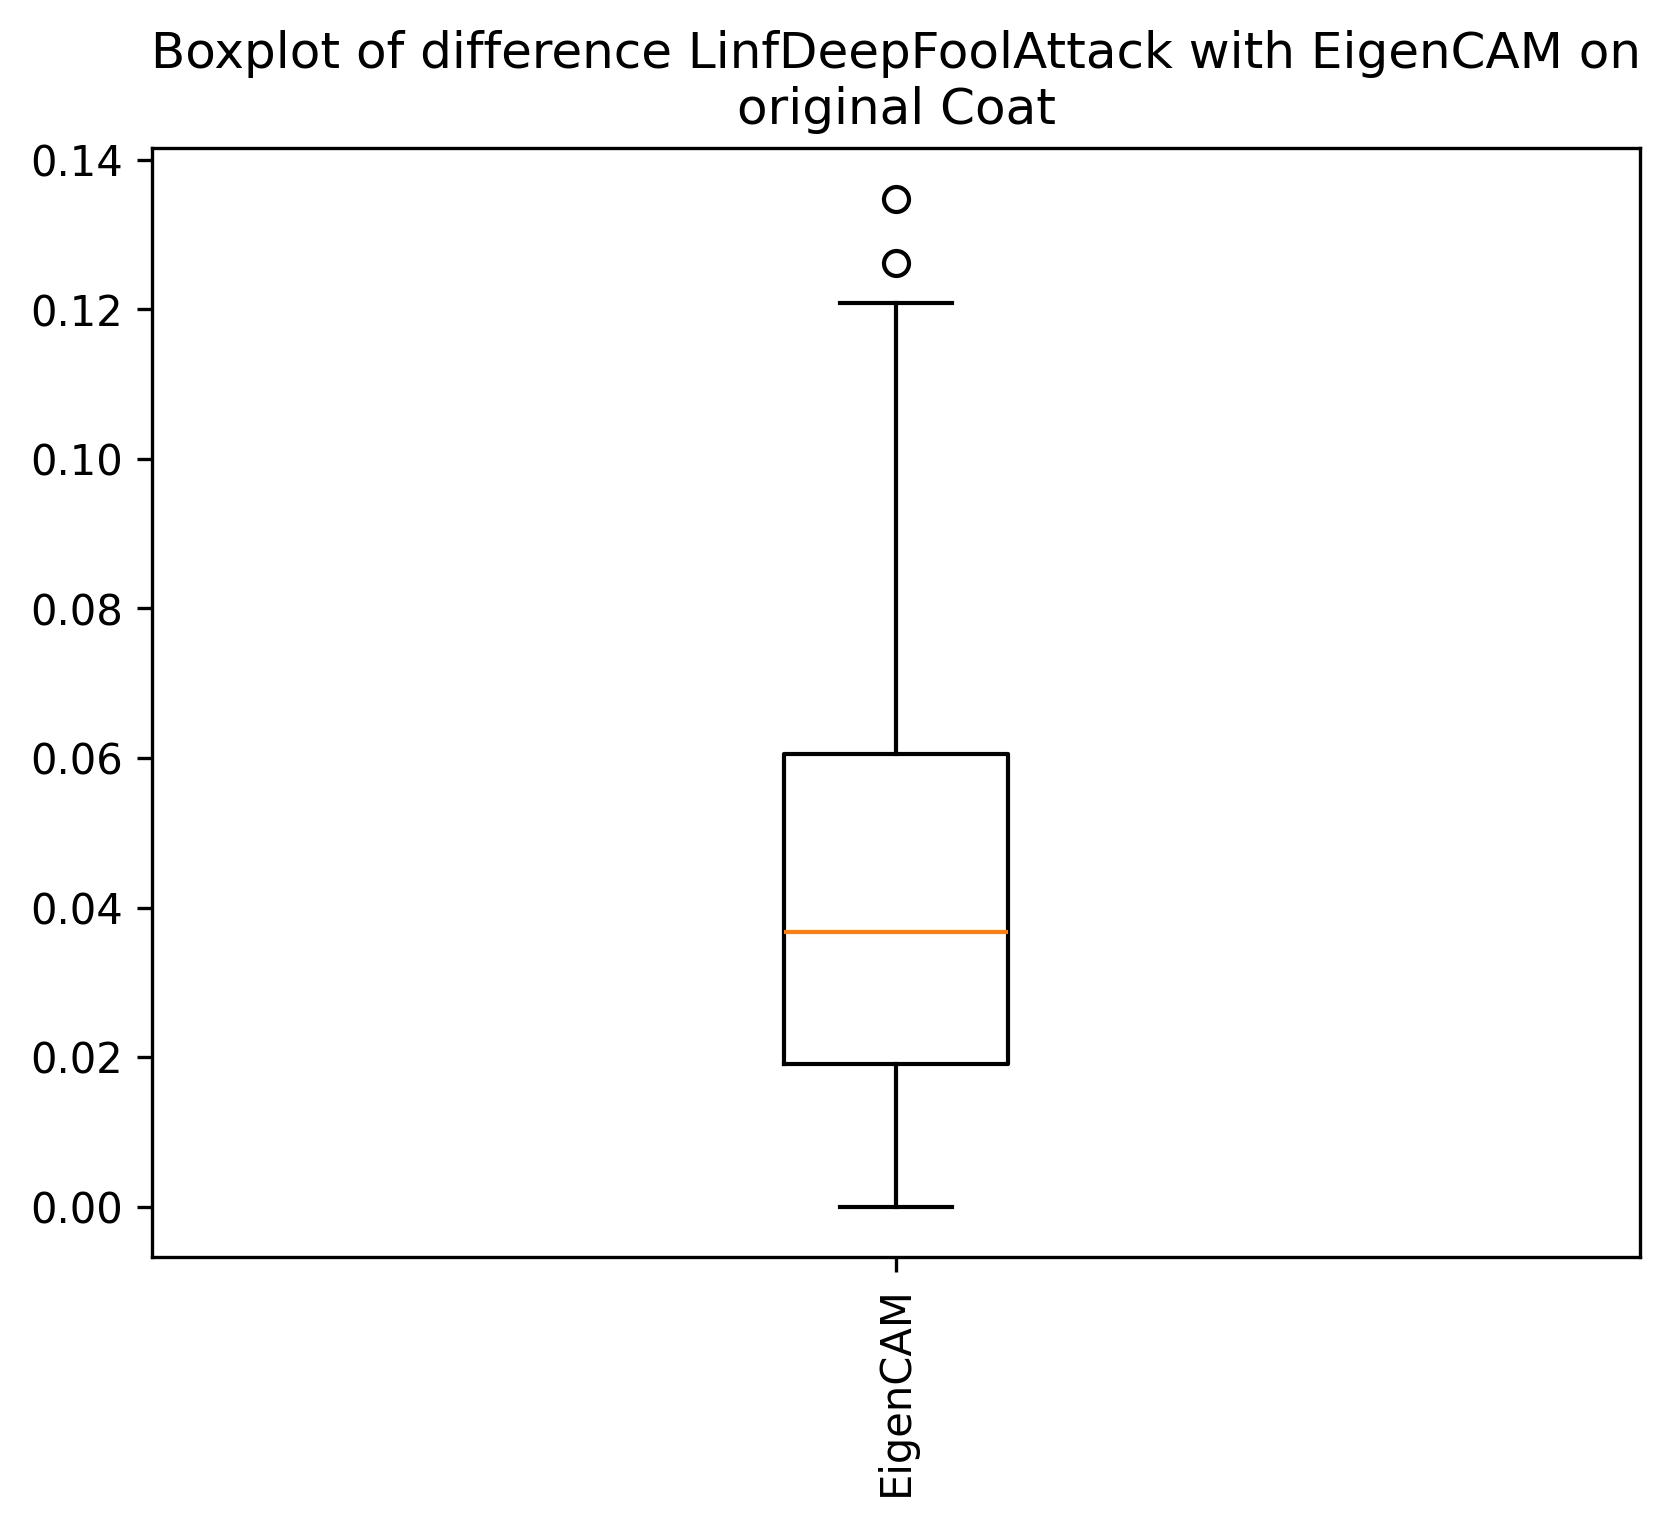 Boxplot of difference LinfDeepFoolAttack with EigenCAM on
original Coat
0.14
0.12
0.10
0.08
0.06
0.04
0.02
0.00
EigenCAM